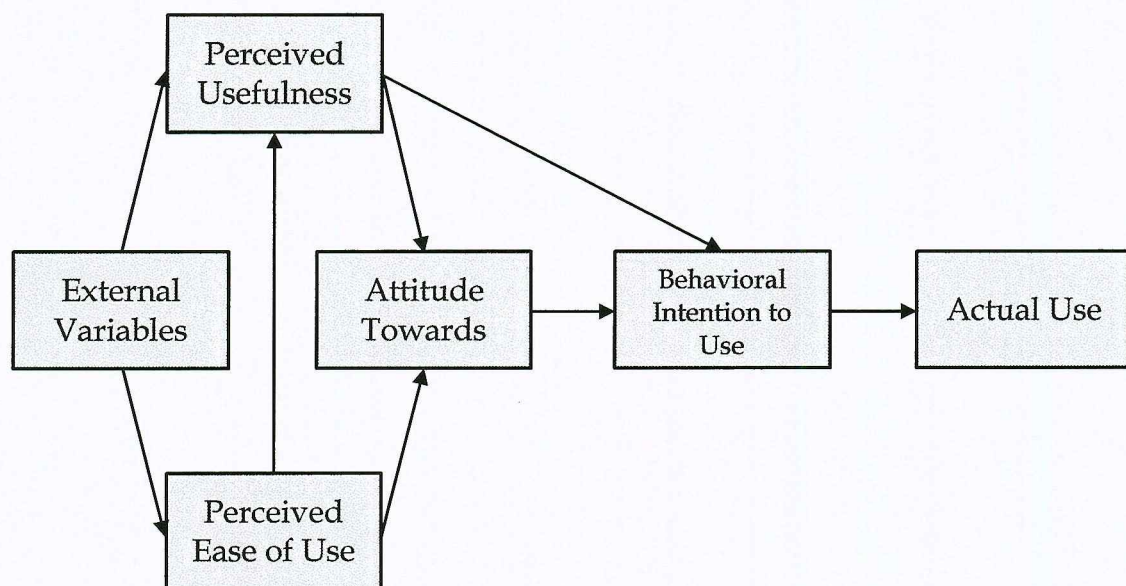 Perceived
Usefulness
External
Variables
Attitude
Towards
Behavioral
Intention to
Use
Actual Use
Perceived
Ease of Use